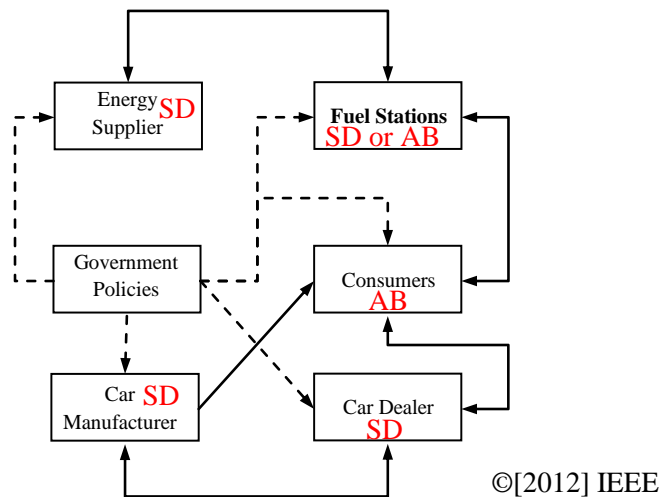 Energy SD
Supplier
Fuel Stations
SD or AB
Government
Policies
Consumers
AB
Car SD
Manufacturer
Car Dealer
SD
©[2012] IEEE